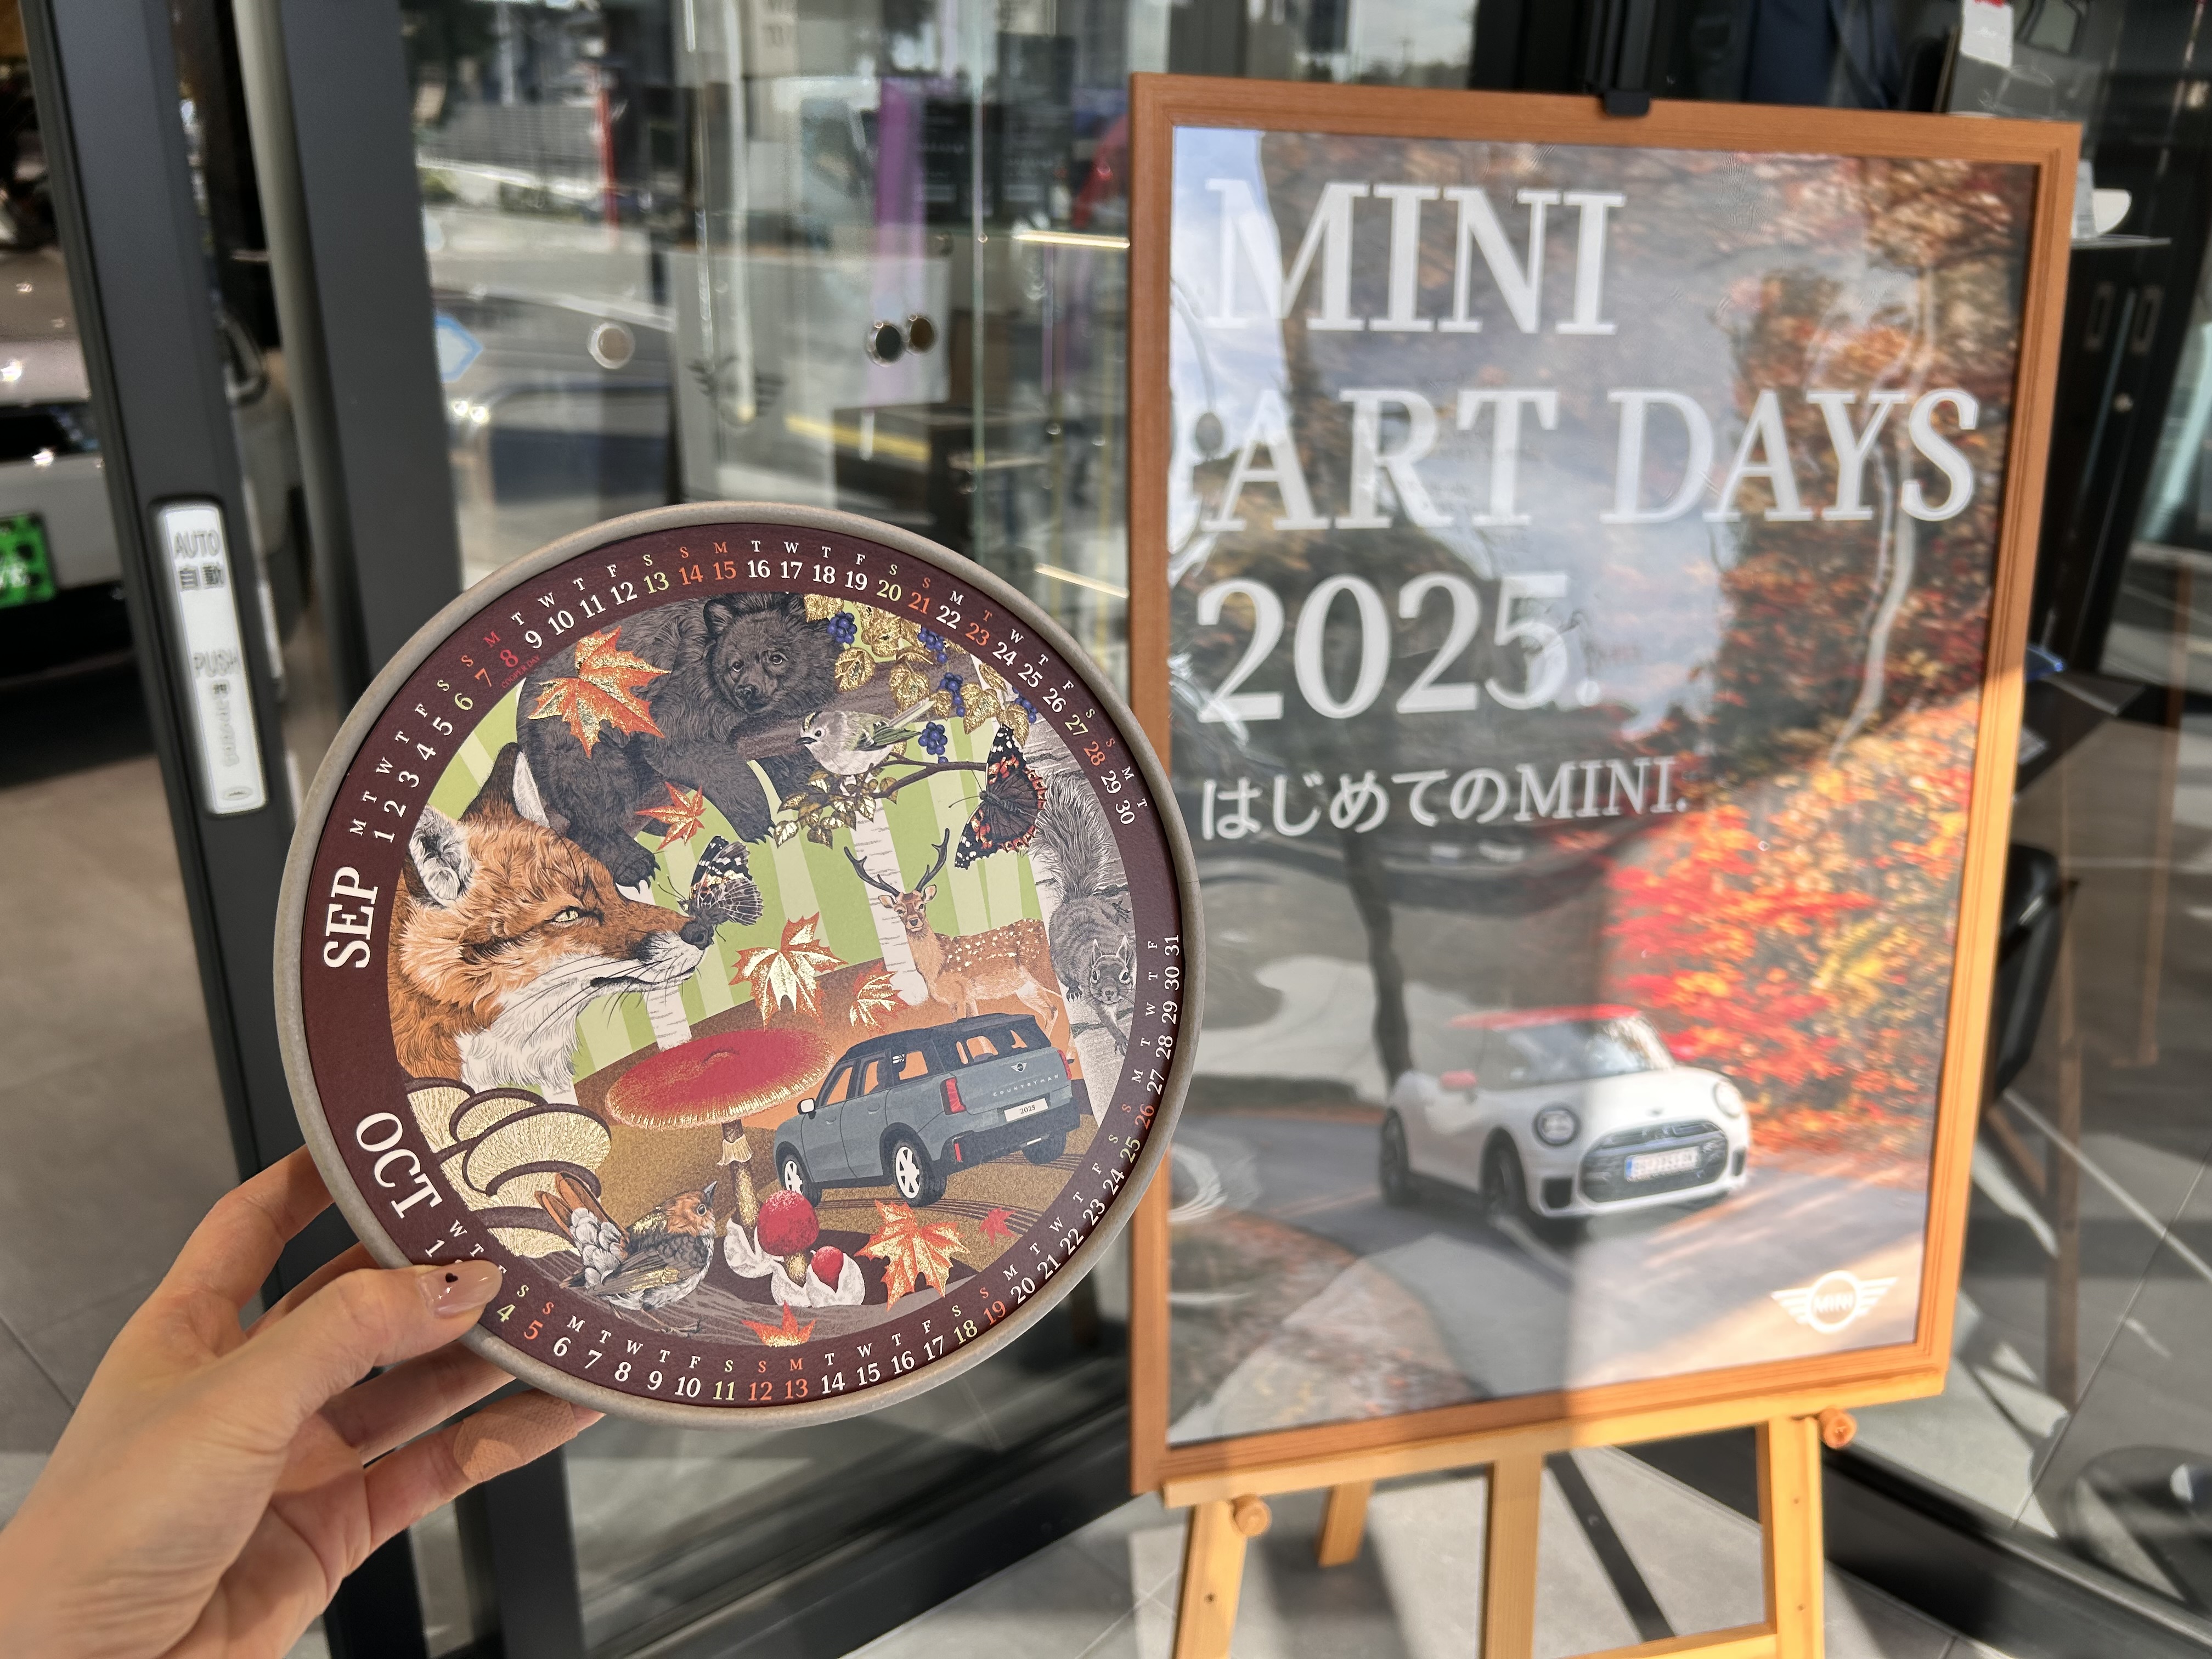 MINI
ART DAYS
2025.
はじめてのMINI.
MINI
AUTO
自動
PUSH
SEP
M T W T F S S M T W T F S S M T W T F S S M T W T F S S M T
1 2 3 4 5 6 7 8 9 10 11 12 13 14 15 16 17 18 19 20 21 22 23 24 25 26 27 28 29 30
OCT
W T F S S M T W T F S S M T W T F S S M T W T F S S M T W T F
1 4 5 6 7 8 9 10 11 12 13 14 15 16 17 18 19 20 21 22 23 24 25 26 27 28 29 30 31
COUNTRYMAN
2025